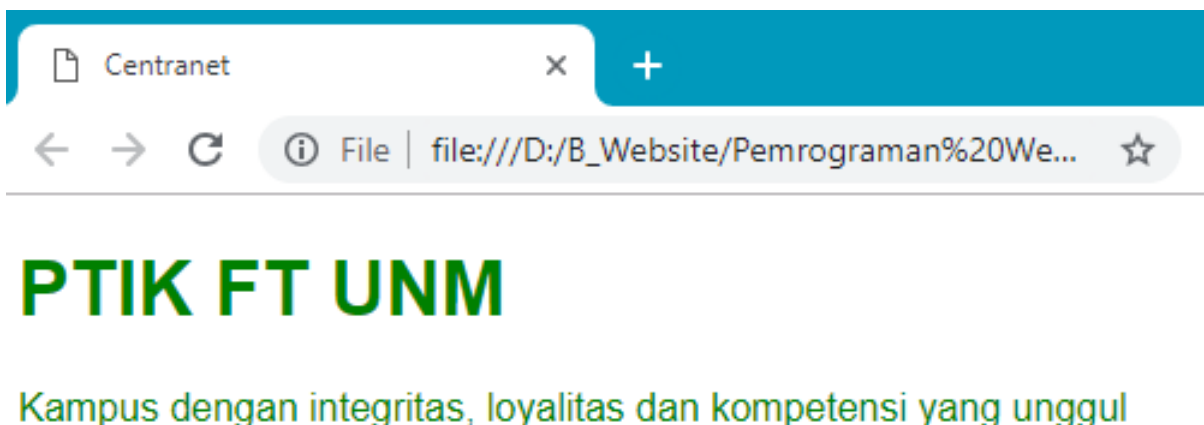 Centranet
File file:///D:/B_Website/Pemrograman%20We...
PTIK FT UNM
Kampus dengan integritas, loyalitas dan kompetensi yang unggul